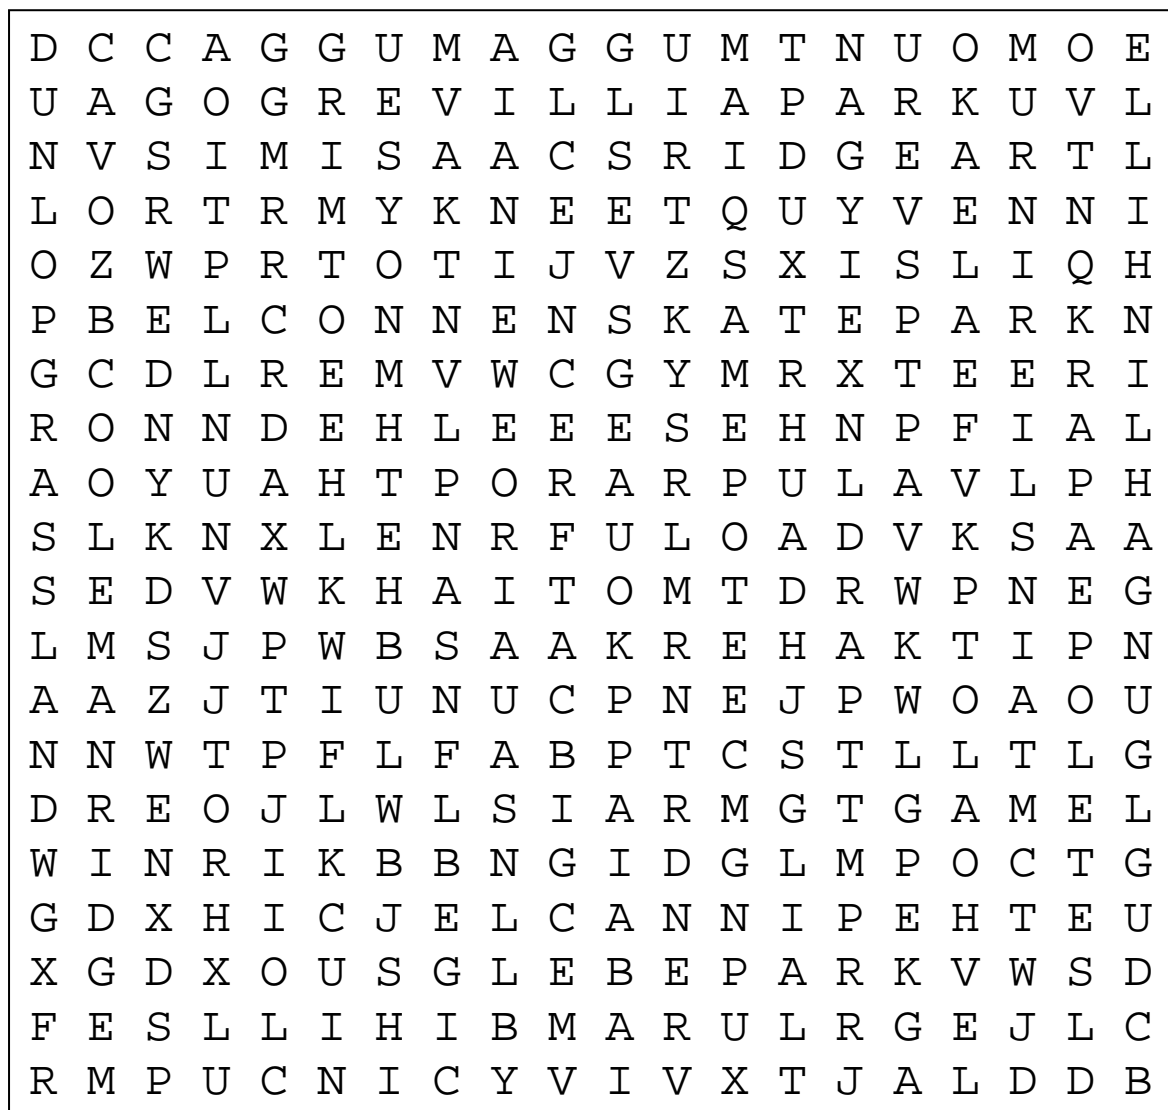 D C C A G G U M A G G U M T N U O M O E
U A G O G R E V I L L I A P A R K U V L
N V S I M I S A A C S R I D G E A R T L
L O R T R M Y K N E E T Q U Y V E N N I
O Z W P R T O T I J V Z S X I S L I Q H
P B E L C O N N E N S K A T E P A R K N
G C D L R E M V W C G Y M R X T E E R I
R O N N D E H L E E E S E H N P F I A L
A O Y U A H T P O R A R P U L A V L P H
S L K N X L E N R F U L O A D V K S A A
S E D V W K H A I T O M T D R W P N E G
L M S J P W B S A A K R E H A K T I P N
A A Z J T I U N U C P N E J P W O A O U
N N W T P F L F A B P T C S T L L T L G
D R E O J L W L S I A R M G T G A M E L
W I N R I K B B N G I D G L M P O C T G
G D X H I C J E L C A N N I P E H T E U
X G D X O U S G L E B E P A R K V W S D
F E S L L I H I B M A R U L R G E J L C
R M P U C N I C Y V I V X T J A L D D B